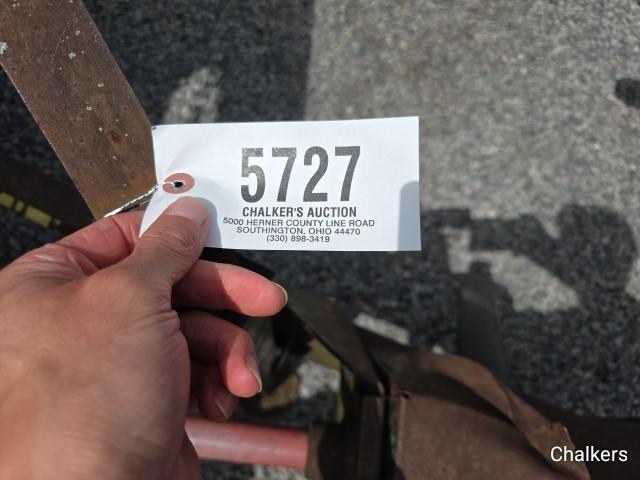 5727
CHALKER'S AUCTION
5000 HERNER COUNTY LINE ROAD
SOUTHINGTON, OHIO 44470
(330) 898-3419
Chalkers